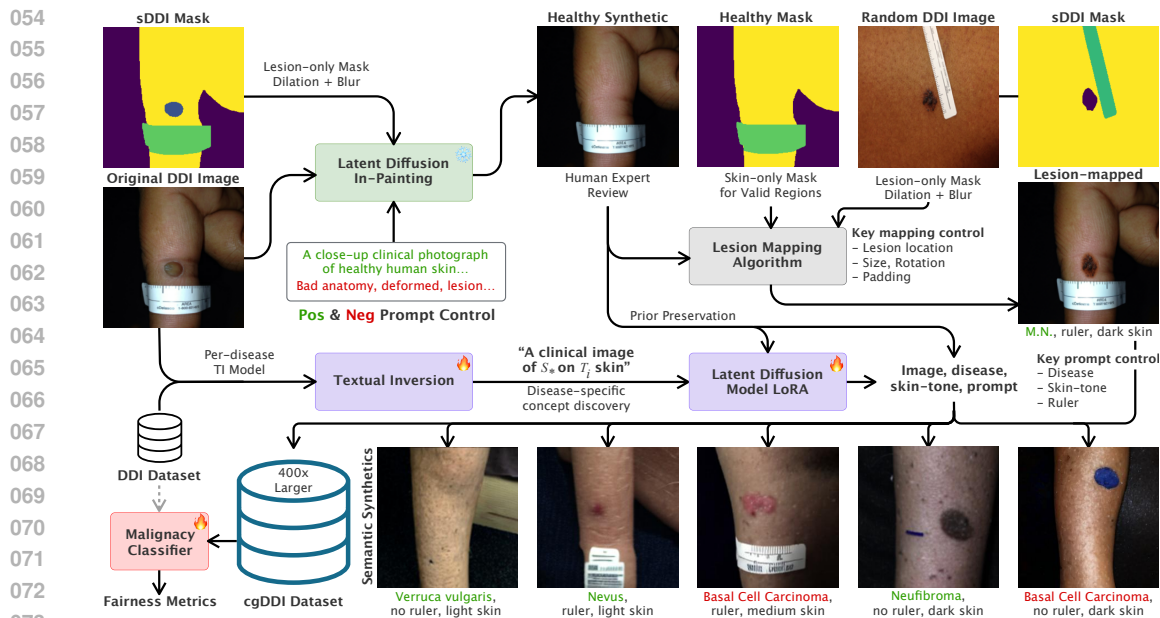 054
055
056
057
058
059
060
061
062
063
064
065
066
067
068
069
070
071
072
sDDI Mask
Healthy Synthetic
Healthy Mask
Random DDI Image
sDDI Mask
Lesion-only Mask
Dilation + Blur
Latent Diffusion
In-Painting
Original DDI Image
Human Expert
Review
Skin-only Mask
for Valid Regions
Lesion-only Mask
Dilation + Blur
Lesion-mapped
A close-up clinical photograph
of healthy human skin...
Bad anatomy, deformed, lesion...
Pos & Neg Prompt Control
Lesion Mapping
Algorithm
Key mapping control
– Lesion location
– Size, Rotation
– Padding
M.N., ruler, dark skin
Prior Preservation
Per-disease
TI Model
Textual Inversion
"A clinical image
of S* on Ti skin"
Disease-specific
concept discovery
Latent Diffusion
Model LoRA
Image, disease,
skin-tone, prompt
Key prompt control
– Disease
– Skin-tone
– Ruler
DDI Dataset
400x
Larger
Malignacy
Classifier
Fairness Metrics
cgDDI Dataset
Semantic Synthetics
Verruca vulgaris,
no ruler, light skin
Nevus,
ruler, light skin
Basal Cell Carcinoma,
ruler, medium skin
Neufibroma,
no ruler, dark skin
Basal Cell Carcinoma,
no ruler, dark skin